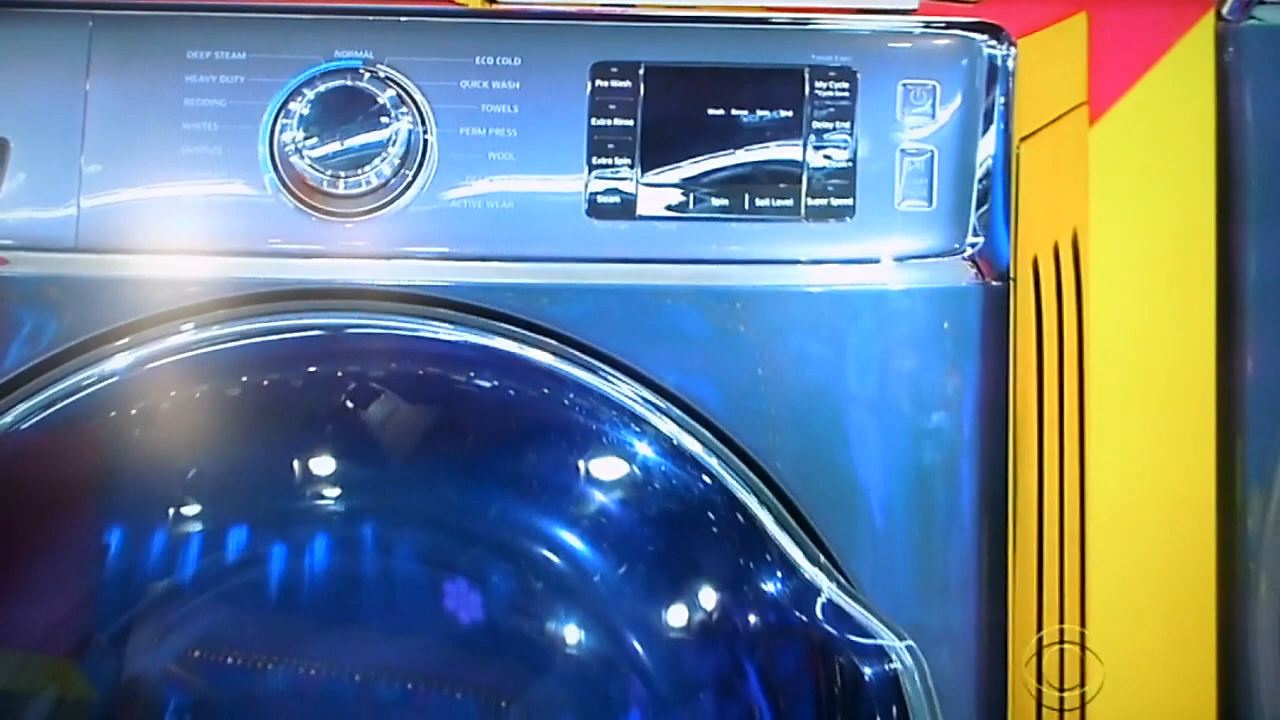 DEEP STEAM
HEAVY DUTY
BEDDING
WHITES
SANITIZE
NORMAL
ECO COLD
QUICK WASH
TOWELS
PERM PRESS
WOOL
ACTIVE WEAR
Pre Wash
Extra Rinse
Extra Spin
Steam
Wash Rinse
Spin
Soil Level
My Cycle
Delay End
Super Speed